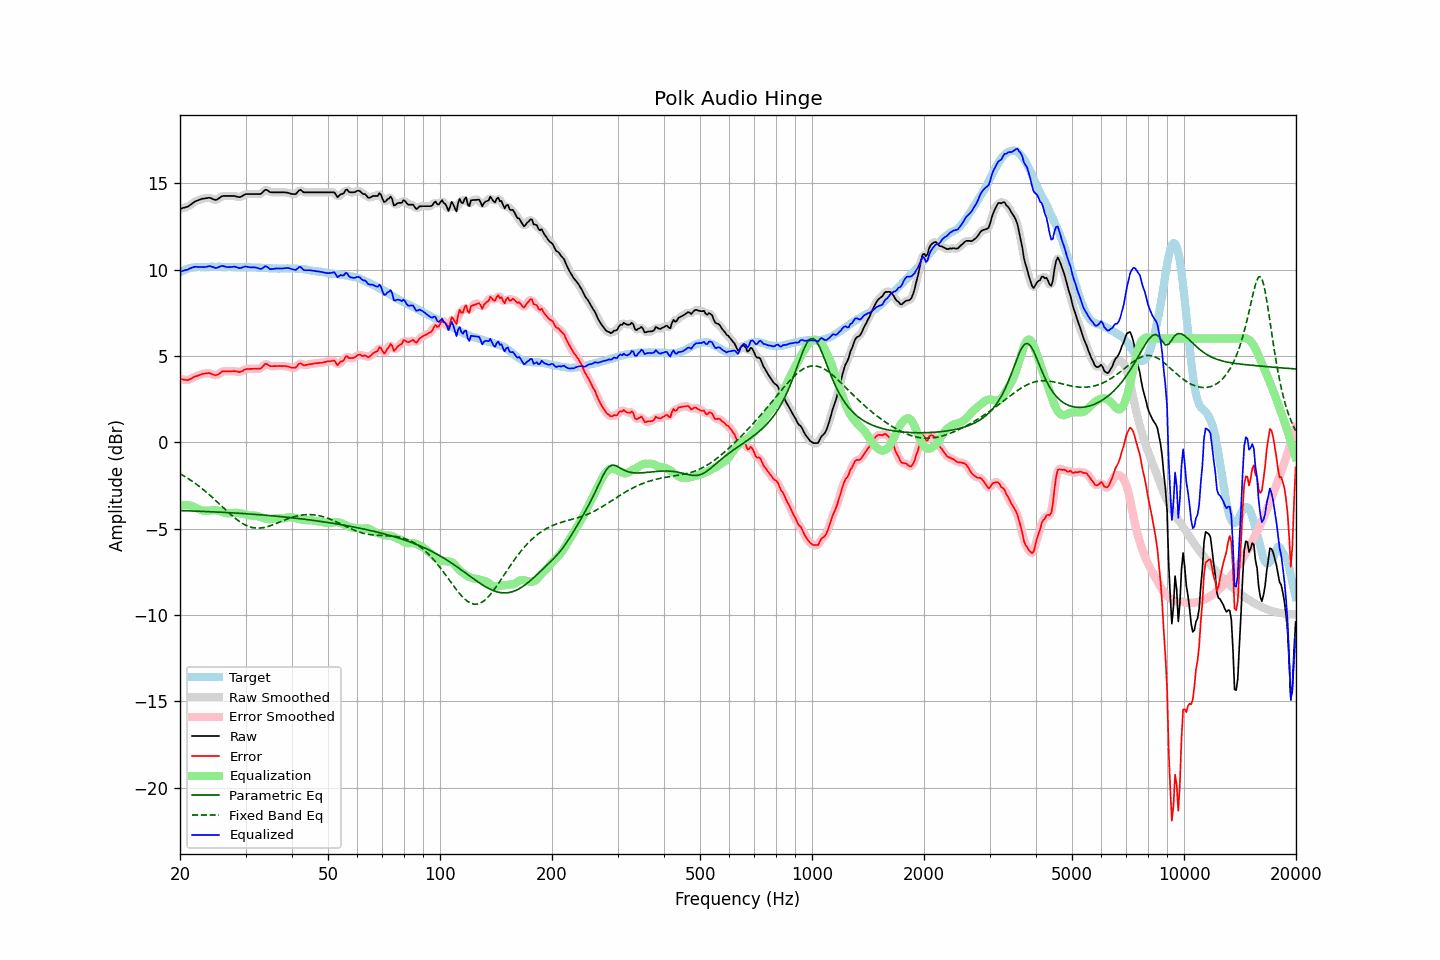 Polk Audio Hinge
Amplitude (dBr)
15
10
5
0
−5
−10
−15
−20
Target
Raw Smoothed
Error Smoothed
Raw
Error
Equalization
Parametric Eq
Fixed Band Eq
Equalized
20 50 100 200 500 1000 2000 5000 10000 20000
Frequency (Hz)